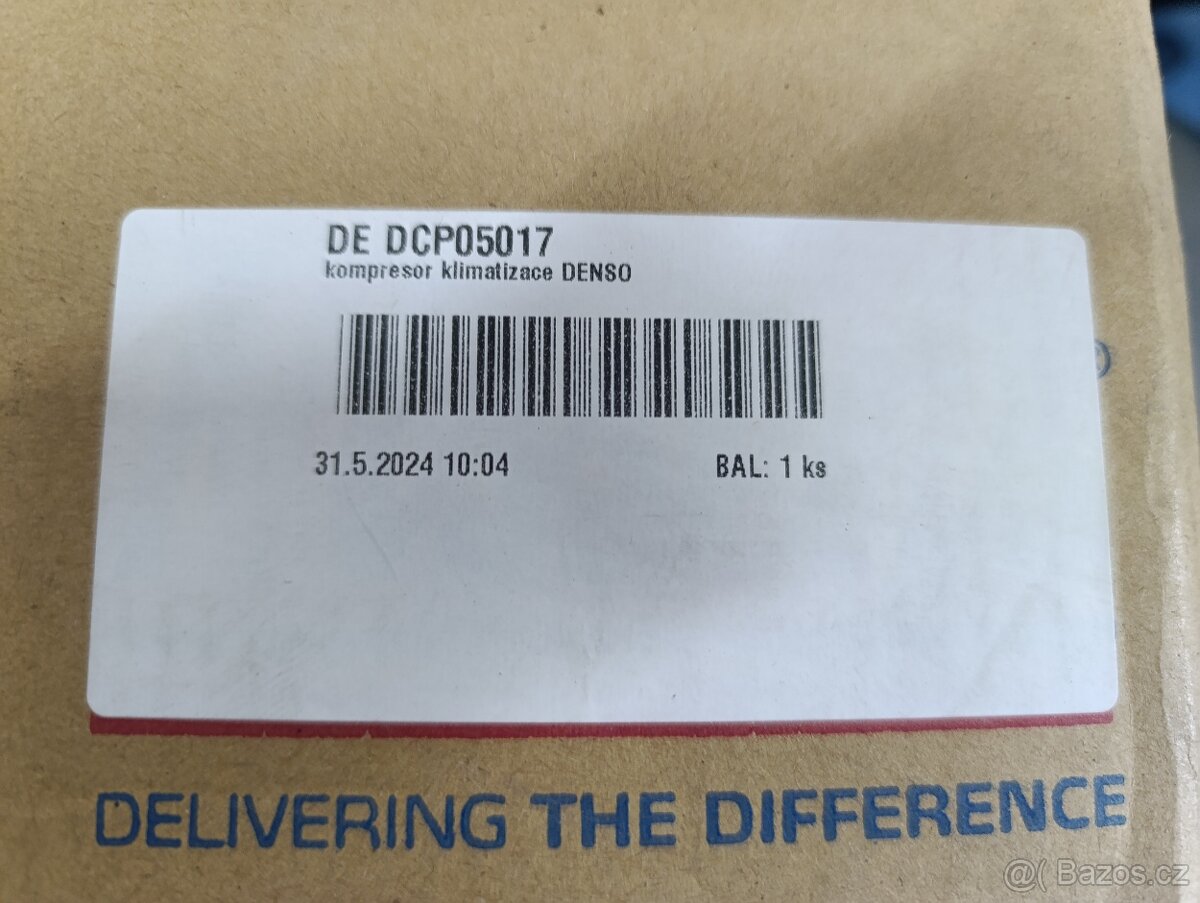 DE DCP05017
kompresor klimatizace DENSO
®
31.5.2024 10:04
BAL: 1 ks
DELIVERING THE DIFFERENCE
@( Bazos.cz